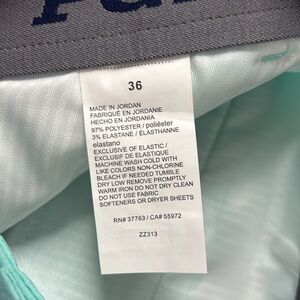 36
MADE IN JORDAN
FABRIQUÉ EN JORDANIE
HECHO EN JORDANIA
97% POLYESTER / poliéster
3% ELASTANE / ÉLASTHANNE
elastano
EXCLUSIVE OF ELASTIC /
EXCLUSIF DE ELASTIQUE
MACHINE WASH COLD WITH
LIKE COLORS NON-CHLORINE
BLEACH IF NEEDED TUMBLE
DRY LOW REMOVE PROMPTLY
WARM IRON DO NOT DRY CLEAN
DO NOT USE FABRIC
SOFTENERS OR DRYER SHEETS
RN# 37763 / CA# 55972
ZZ313